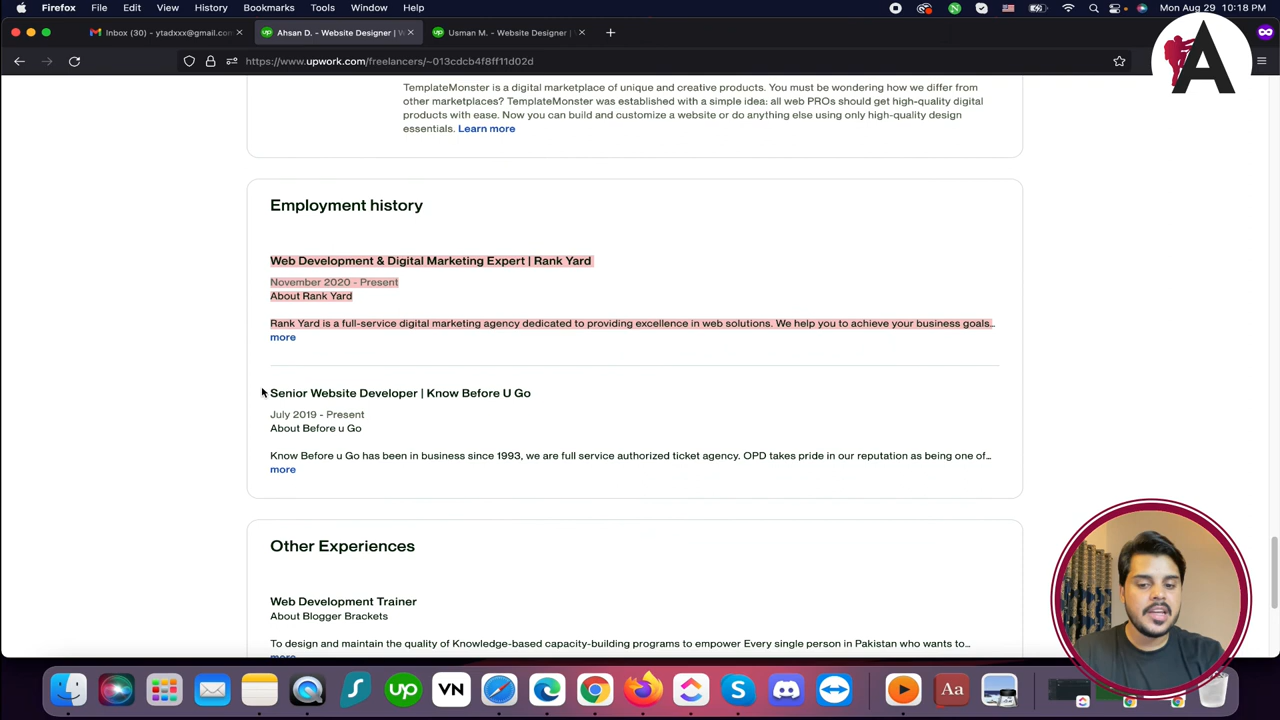 Firefox File Edit View History Bookmarks Tools Window Help Mon Aug 29 10:18 PM
Inbox (30) - ytadxxx@gmail.com Ahsan D. - Website Designer | W Usman M. - Website Designer |
https://www.upwork.com/freelancers/~013cdcb4f8ff11d02d
A
TemplateMonster is a digital marketplace of unique and creative products. You must be wondering how we differ from
other marketplaces? TemplateMonster was established with a simple idea: all web PROs should get high-quality digital
products with ease. Now you can build and customize a website or do anything else using only high-quality design
essentials. Learn more
Employment history
Web Development & Digital Marketing Expert | Rank Yard
November 2020 - Present
About Rank Yard
Rank Yard is a full-service digital marketing agency dedicated to providing excellence in web solutions. We help you to achieve your business goals…
more
Senior Website Developer | Know Before U Go
July 2019 - Present
About Before u Go
Know Before u Go has been in business since 1993, we are full service authorized ticket agency. OPD takes pride in our reputation as being one of…
more
Other Experiences
Web Development Trainer
About Blogger Brackets
To design and maintain the quality of Knowledge-based capacity-building programs to empower Every single person in Pakistan who wants to…
more
up VN Aa